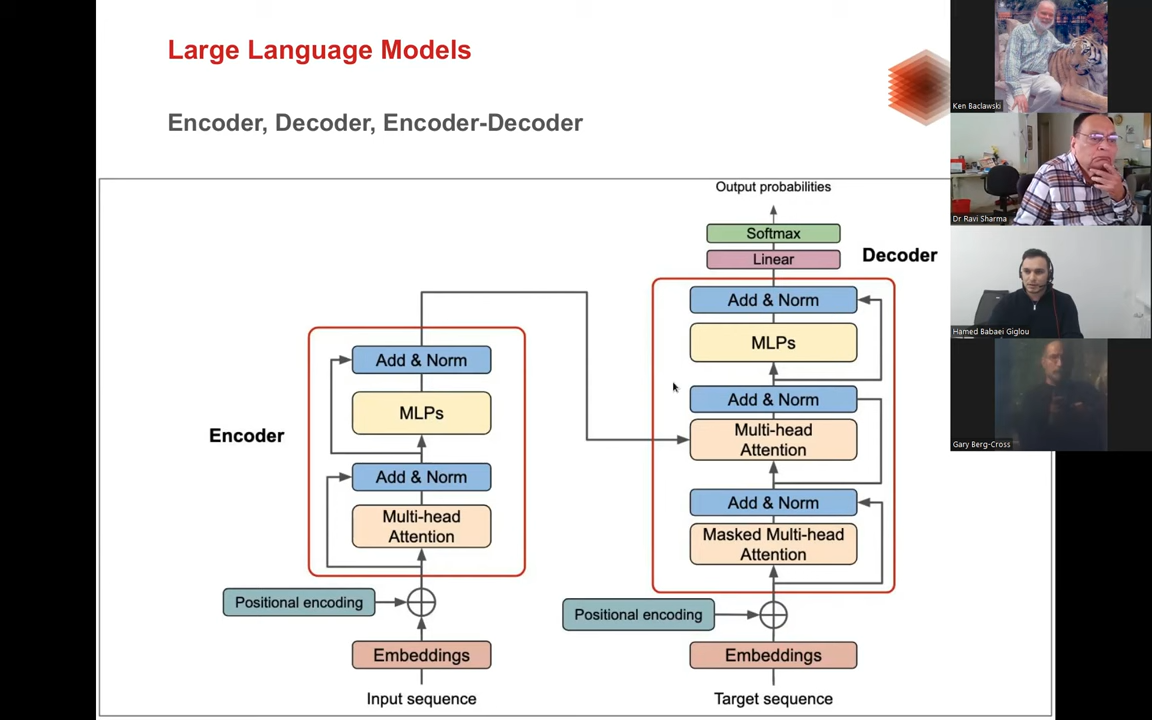 Large Language Models
Encoder, Decoder, Encoder-Decoder
Output probabilities
Softmax
Linear
Decoder
Add & Norm
MLPs
Add & Norm
Multi-head
Attention
Add & Norm
Masked Multi-head
Attention
Positional encoding
Embeddings
Target sequence
Encoder
Add & Norm
MLPs
Add & Norm
Multi-head
Attention
Positional encoding
Embeddings
Input sequence
Ken Baclawski
Dr Ravi Sharma
Hamed Babaei Giglou
Gary Berg-Cross